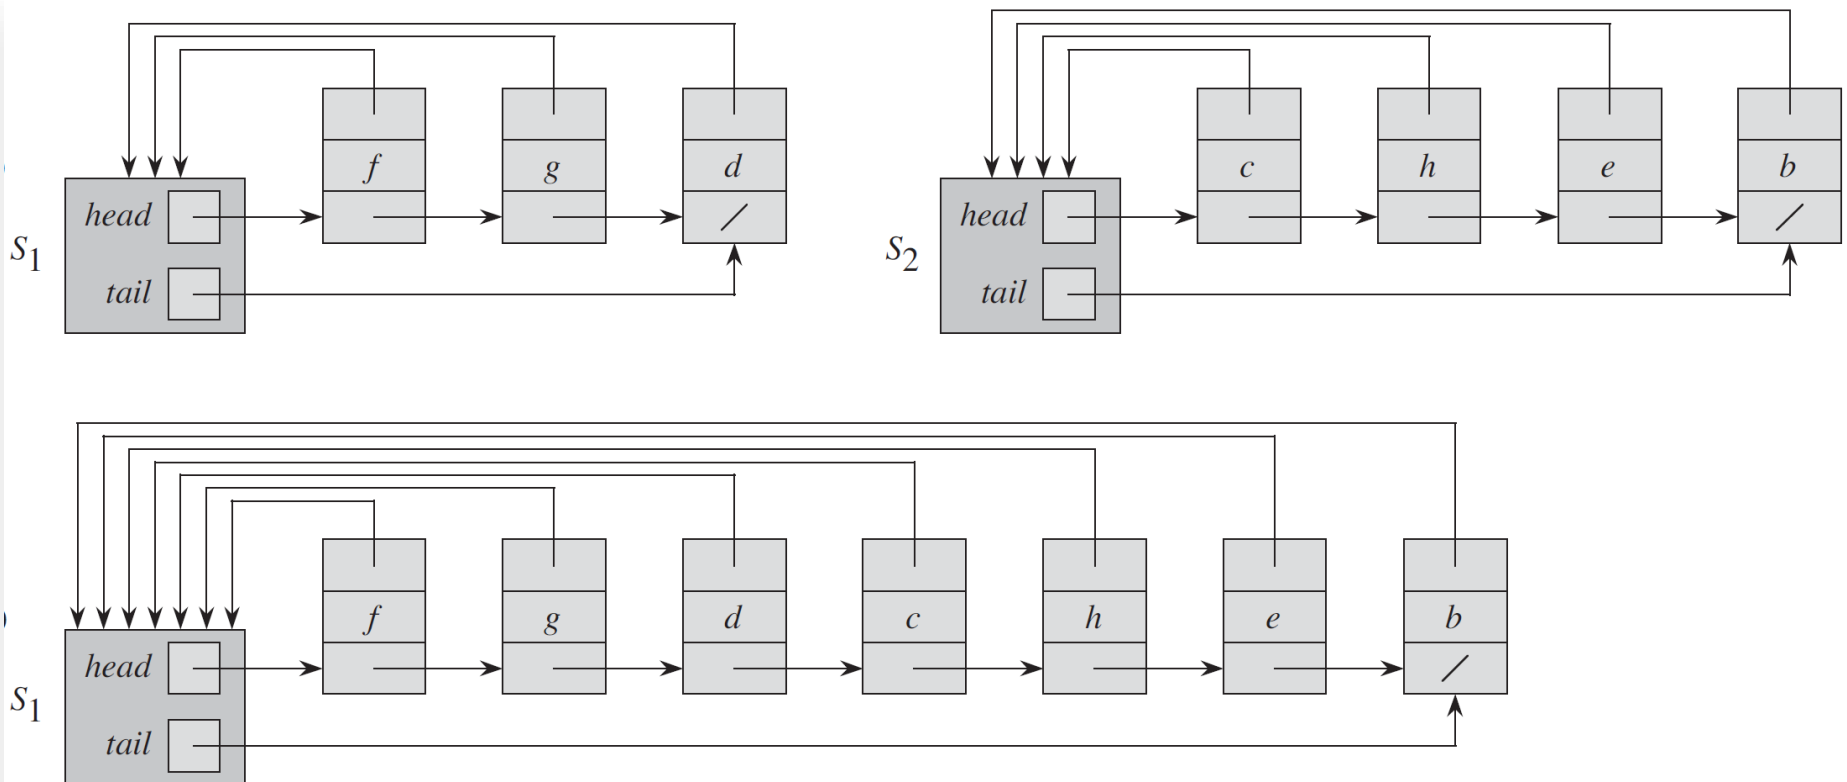 f g d
head
S1
tail
c h e b
head
S2
tail
f g d c h e b
head
S1
tail